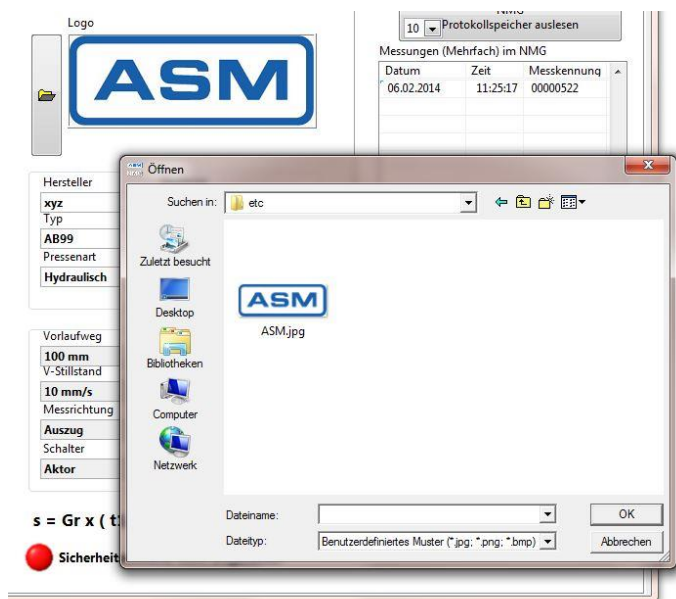 Logo
ASM
NMG
10 Protokollspeicher auslesen
Messungen (Mehrfach) im NMG
Datum Zeit Messkennung
06.02.2014 11:25:17 00000522
Hersteller
xyz
Typ
AB99
Pressenart
Hydraulisch
Vorlaufweg
100 mm
V-Stillstand
10 mm/s
Messrichtung
Auszug
Schalter
Aktor
s = Gr x ( t
Sicherheit
Öffnen
Suchen in: etc
Zuletzt besucht
Desktop
Bibliotheken
Computer
Netzwerk
ASM
ASM.jpg
Dateiname:
OK
Dateityp: Benutzerdefiniertes Muster (*.jpg; *.png; *.bmp)
Abbrechen